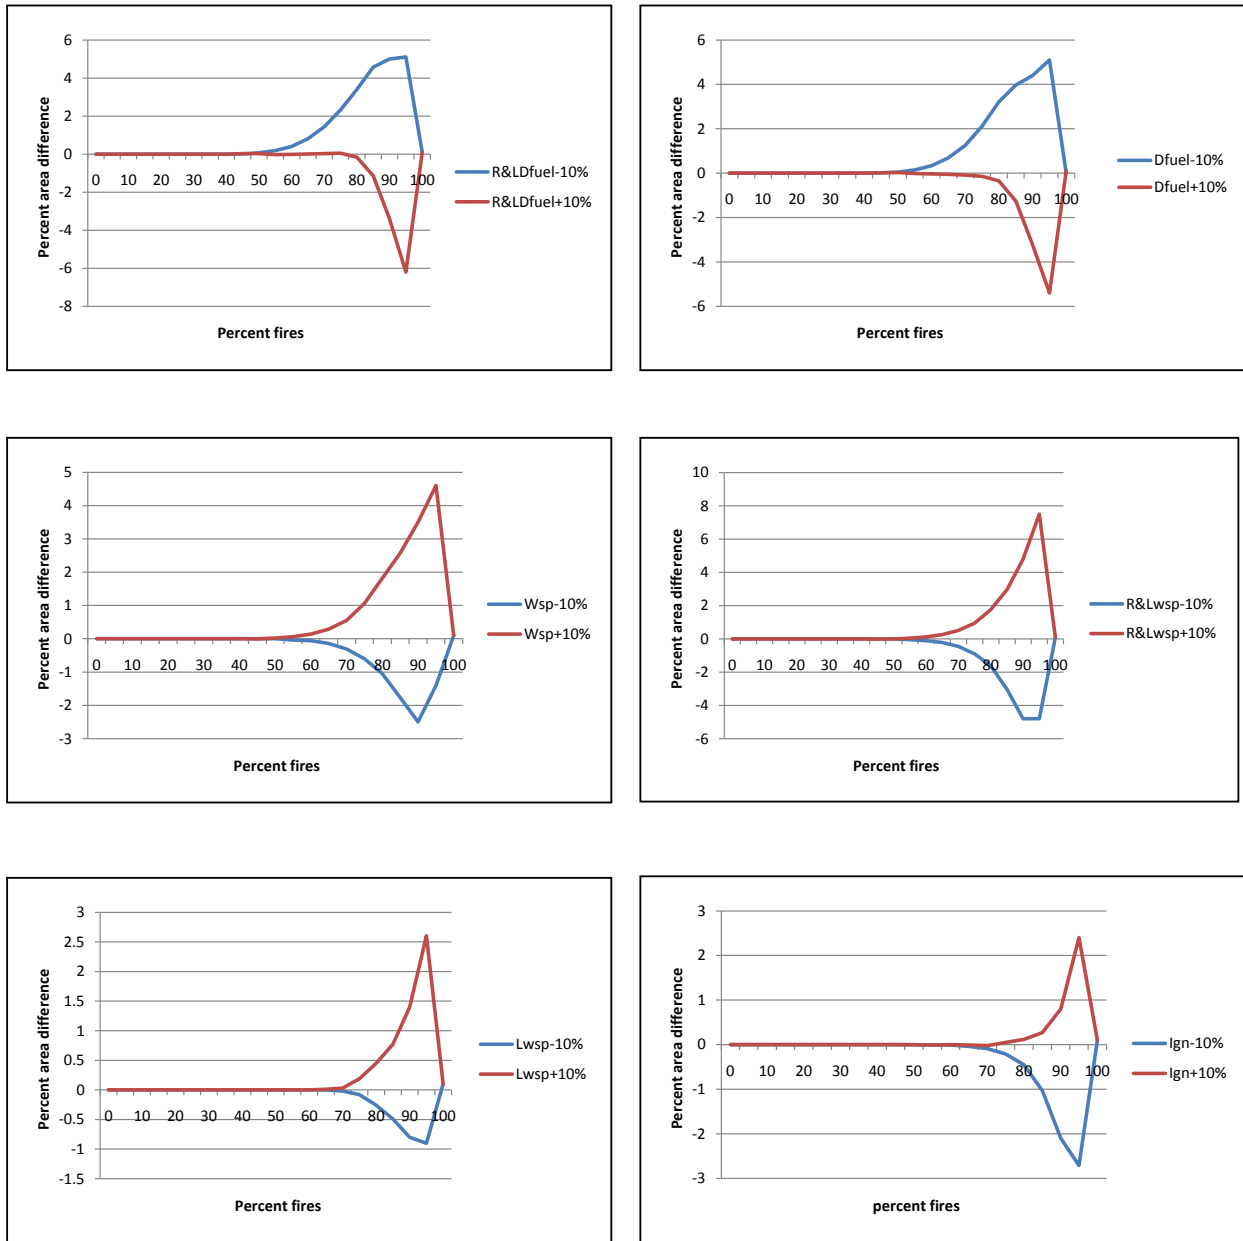 6
4
2
0
-2
-4
-6
-8
0 10 20 30 40 50 60 70 80 90 100
Percent area difference
Percent fires
R&LDfuel-10%
R&LDfuel+10%
6
4
2
0
-2
-4
-6
0 10 20 30 40 50 60 70 80 90 100
Percent area difference
Percent fires
Dfuel-10%
Dfuel+10%
5
4
3
2
1
0
-1
-2
-3
0 10 20 30 40 50 60 70 80 90 100
Percent area difference
Percent fires
Wsp-10%
Wsp+10%
10
8
6
4
2
0
-2
-4
-6
0 10 20 30 40 50 60 70 80 90 100
Percent area difference
Percent fires
R&Lwsp-10%
R&Lwsp+10%
3
2.5
2
1.5
1
0.5
0
-0.5
-1
-1.5
0 10 20 30 40 50 60 70 80 90 100
Percent area difference
Percent fires
Lwsp-10%
Lwsp+10%
3
2
1
0
-1
-2
-3
0 10 20 30 40 50 60 70 80 90 100
Percent area difference
percent fires
Ign-10%
Ign+10%